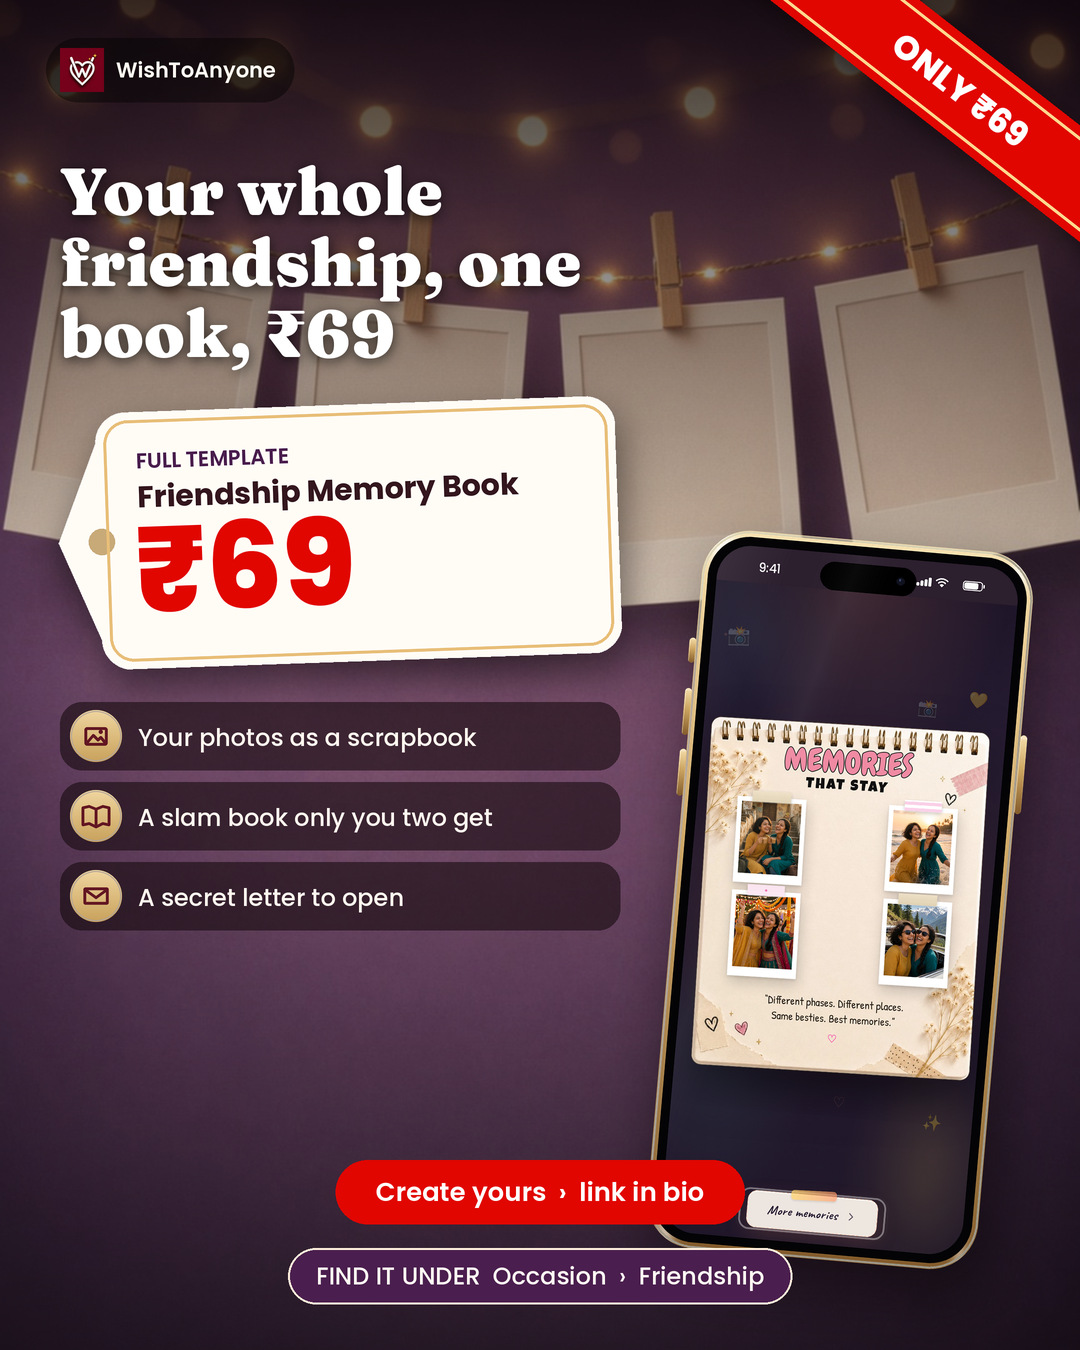 WishToAnyone
ONLY ₹69
Your whole
friendship, one
book, ₹69
FULL TEMPLATE
Friendship Memory Book
₹69
Your photos as a scrapbook
A slam book only you two get
A secret letter to open
9:41
MEMORIES
THAT STAY
"Different phases. Different places.
Same besties. Best memories."
More memories ›
Create yours › link in bio
FIND IT UNDER Occasion › Friendship